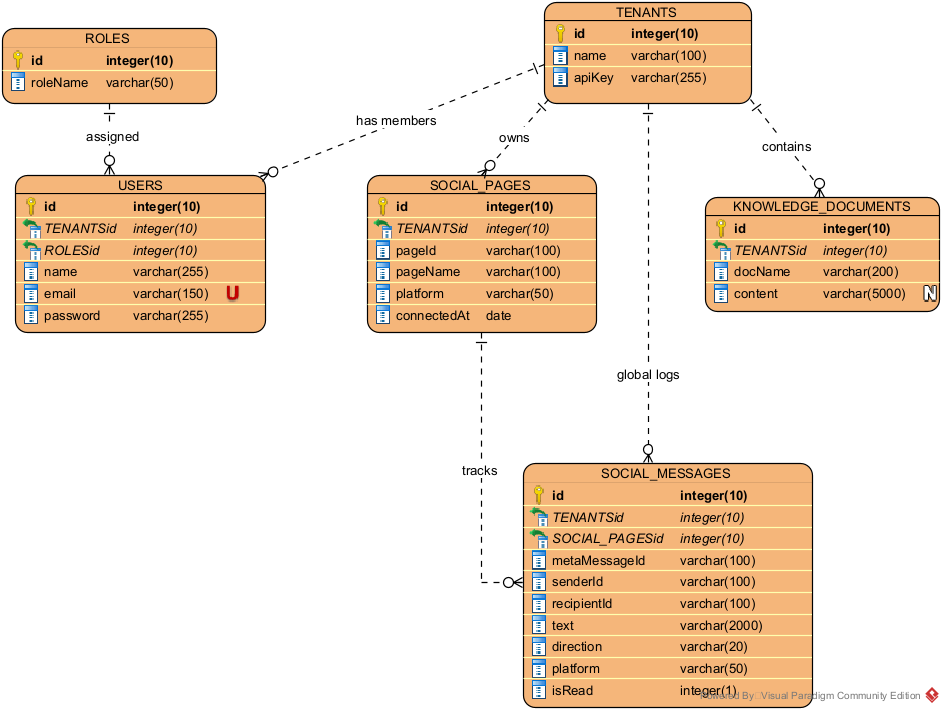 TENANTS
id integer(10)
name varchar(100)
apiKey varchar(255)
ROLES
id integer(10)
roleName varchar(50)
has members
assigned
owns
contains
USERS
id integer(10)
TENANTSid integer(10)
ROLESid integer(10)
name varchar(255)
email varchar(150) U
password varchar(255)
SOCIAL_PAGES
id integer(10)
TENANTSid integer(10)
pageId varchar(100)
pageName varchar(100)
platform varchar(50)
connectedAt date
KNOWLEDGE_DOCUMENTS
id integer(10)
TENANTSid integer(10)
docName varchar(200)
content varchar(5000) N
global logs
tracks
SOCIAL_MESSAGES
id integer(10)
TENANTSid integer(10)
SOCIAL_PAGESid integer(10)
metaMessageId varchar(100)
senderId varchar(100)
recipientId varchar(100)
text varchar(2000)
direction varchar(20)
platform varchar(50)
isRead integer(1)
Powered By Visual Paradigm Community Edition